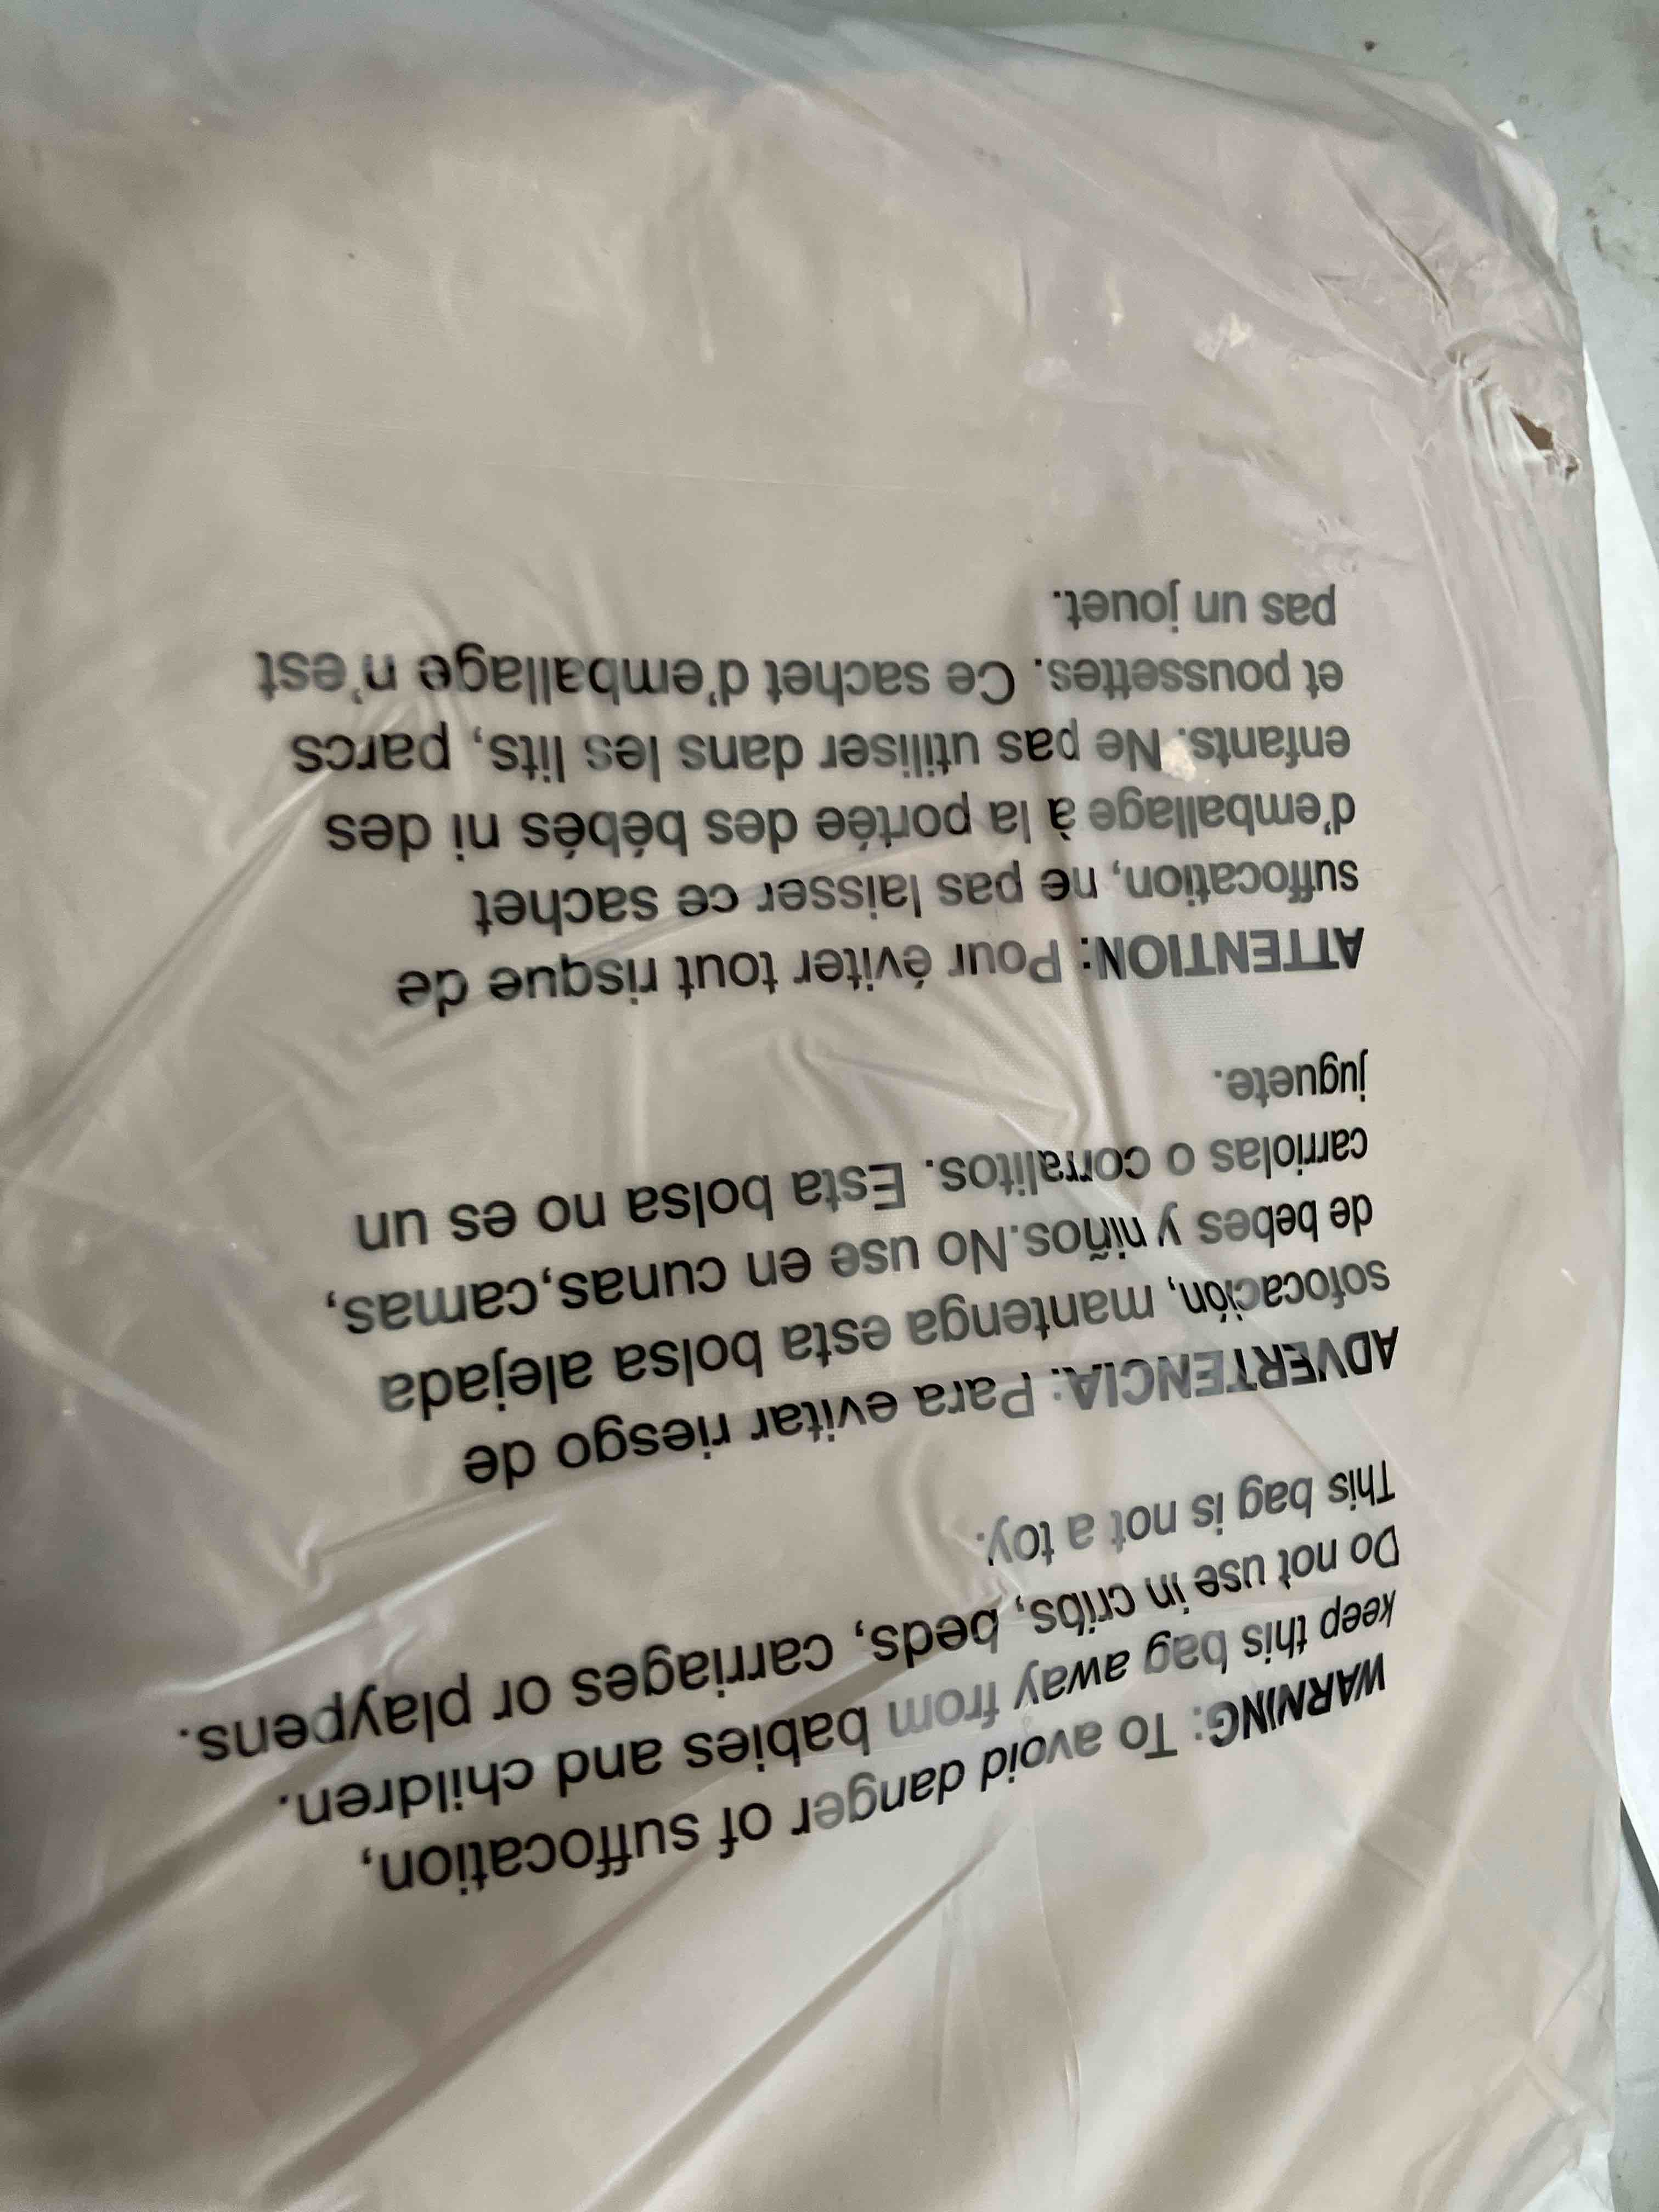 WARNING: To avoid danger of suffocation,
keep this bag away from babies and children.
Do not use in cribs, beds, carriages or playpens.
This bag is not a toy.
ADVERTENCIA: Para evitar riesgo de
sofocación, mantenga esta bolsa alejada
de bebes y niños.No use en cunas,camas,
carriolas o corralitos. Esta bolsa no es un
juguete.
ATTENTION: Pour éviter tout risque de
suffocation, ne pas laisser ce sachet
d'emballage à la portée des bébés ni des
enfants. Ne pas utiliser dans les lits, parcs
et poussettes. Ce sachet d'emballage n'est
pas un jouet.